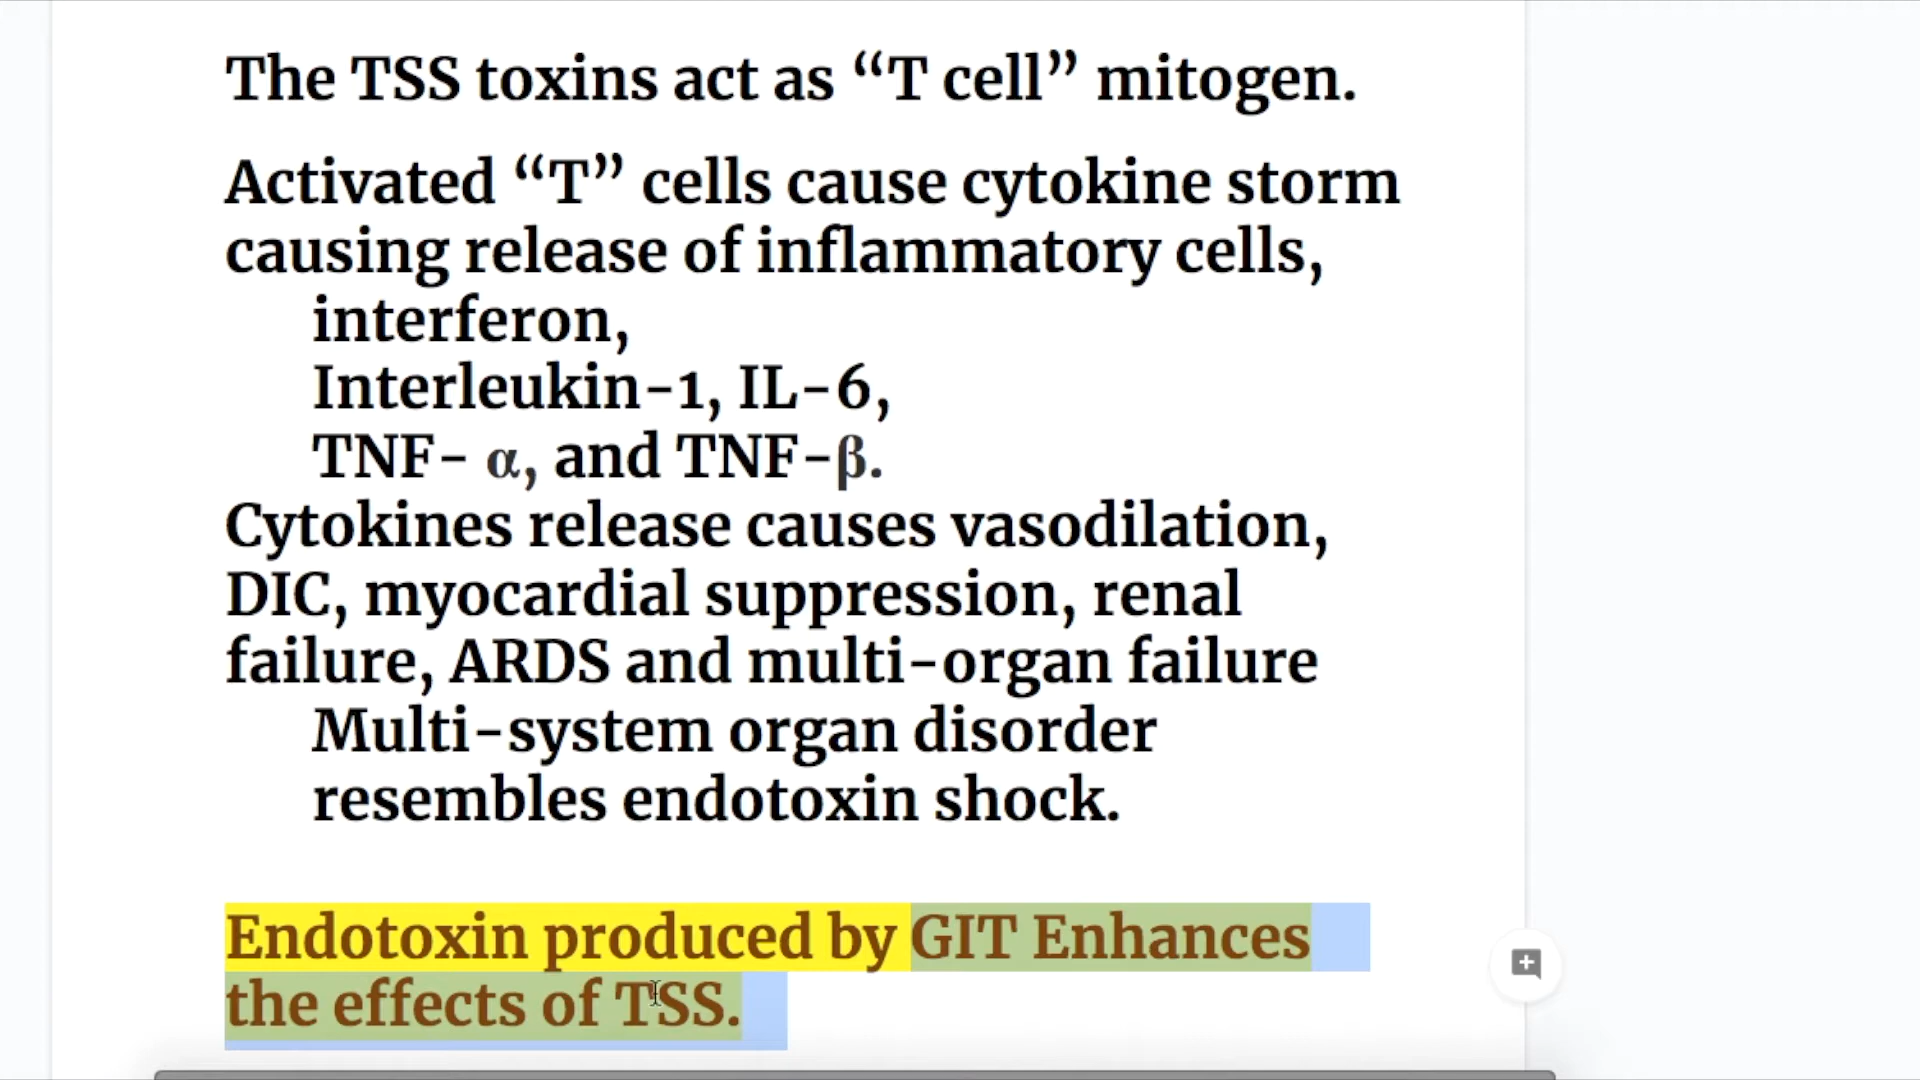 The TSS toxins act as “T cell” mitogen.
Activated “T” cells cause cytokine storm
causing release of inflammatory cells,
interferon,
Interleukin-1, IL-6,
TNF- α, and TNF-β.
Cytokines release causes vasodilation,
DIC, myocardial suppression, renal
failure, ARDS and multi-organ failure
Multi-system organ disorder
resembles endotoxin shock.
Endotoxin produced by GIT Enhances
the effects of TSS.